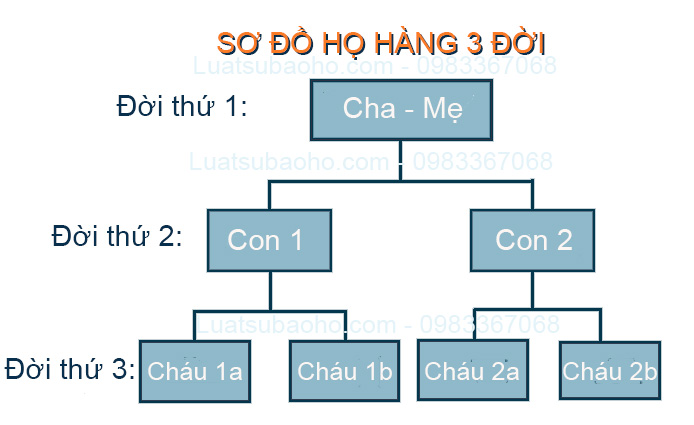 SƠ ĐỒ HỌ HÀNG 3 ĐỜI
Luatsubaoho.com - 0983367068
Đời thứ 1:
Cha - Mẹ
Luatsubaoho.com - 0983367068
Đời thứ 2:
Con 1
Con 2
Luatsubaoho.com - 0983367068
Đời thứ 3:
Cháu 1a
Cháu 1b
Cháu 2a
Cháu 2b